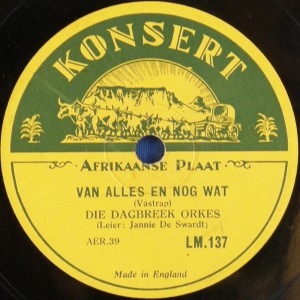 KONSERT
AFRIKAANSE PLAAT
VAN ALLES EN NOG WAT
(Vastrap)
DIE DAGBREEK ORKES
(Leier: Jannie De Swardt)
AER.39
LM.137
Made in England